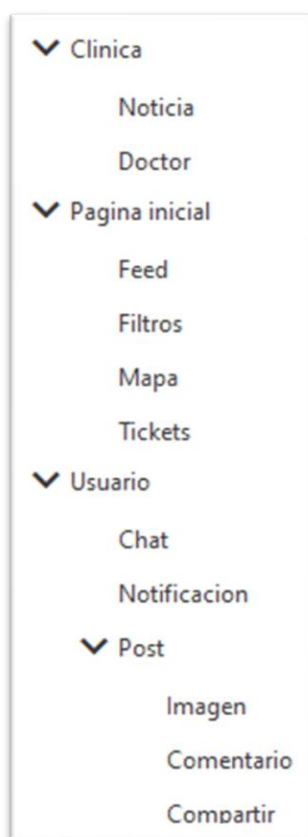 Clinica
Noticia
Doctor
Pagina inicial
Feed
Filtros
Mapa
Tickets
Usuario
Chat
Notificacion
Post
Imagen
Comentario
Compartir